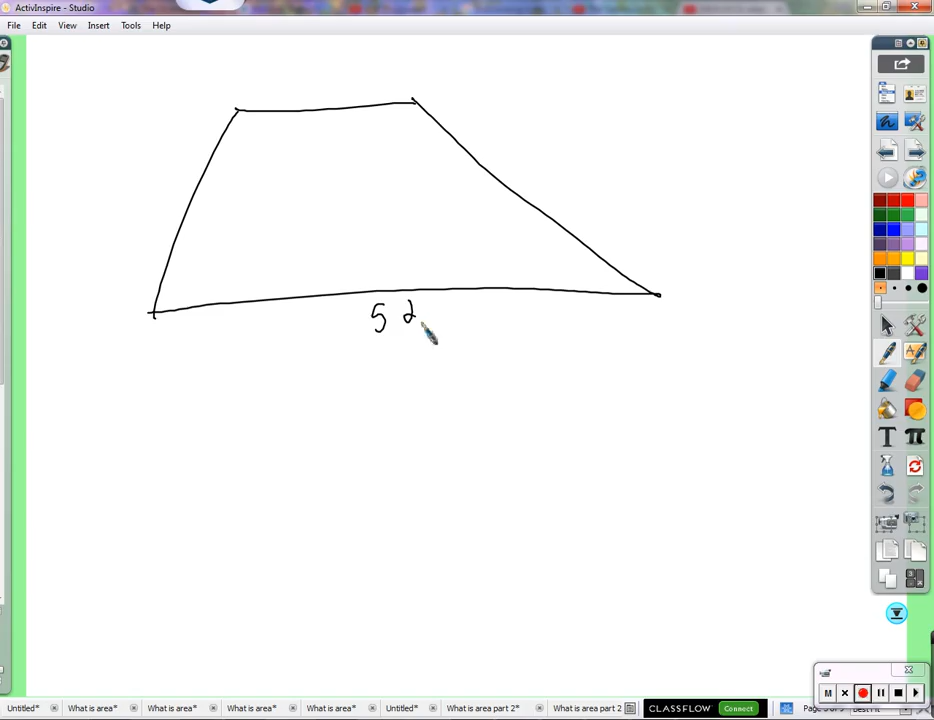 ActivInspire - Studio
File Edit View Insert Tools Help
5 2
Untitled* What is area* What is area* What is area* What is area* Untitled* What is area part 2* What is area part 2 CLASSFLOW Connect
M